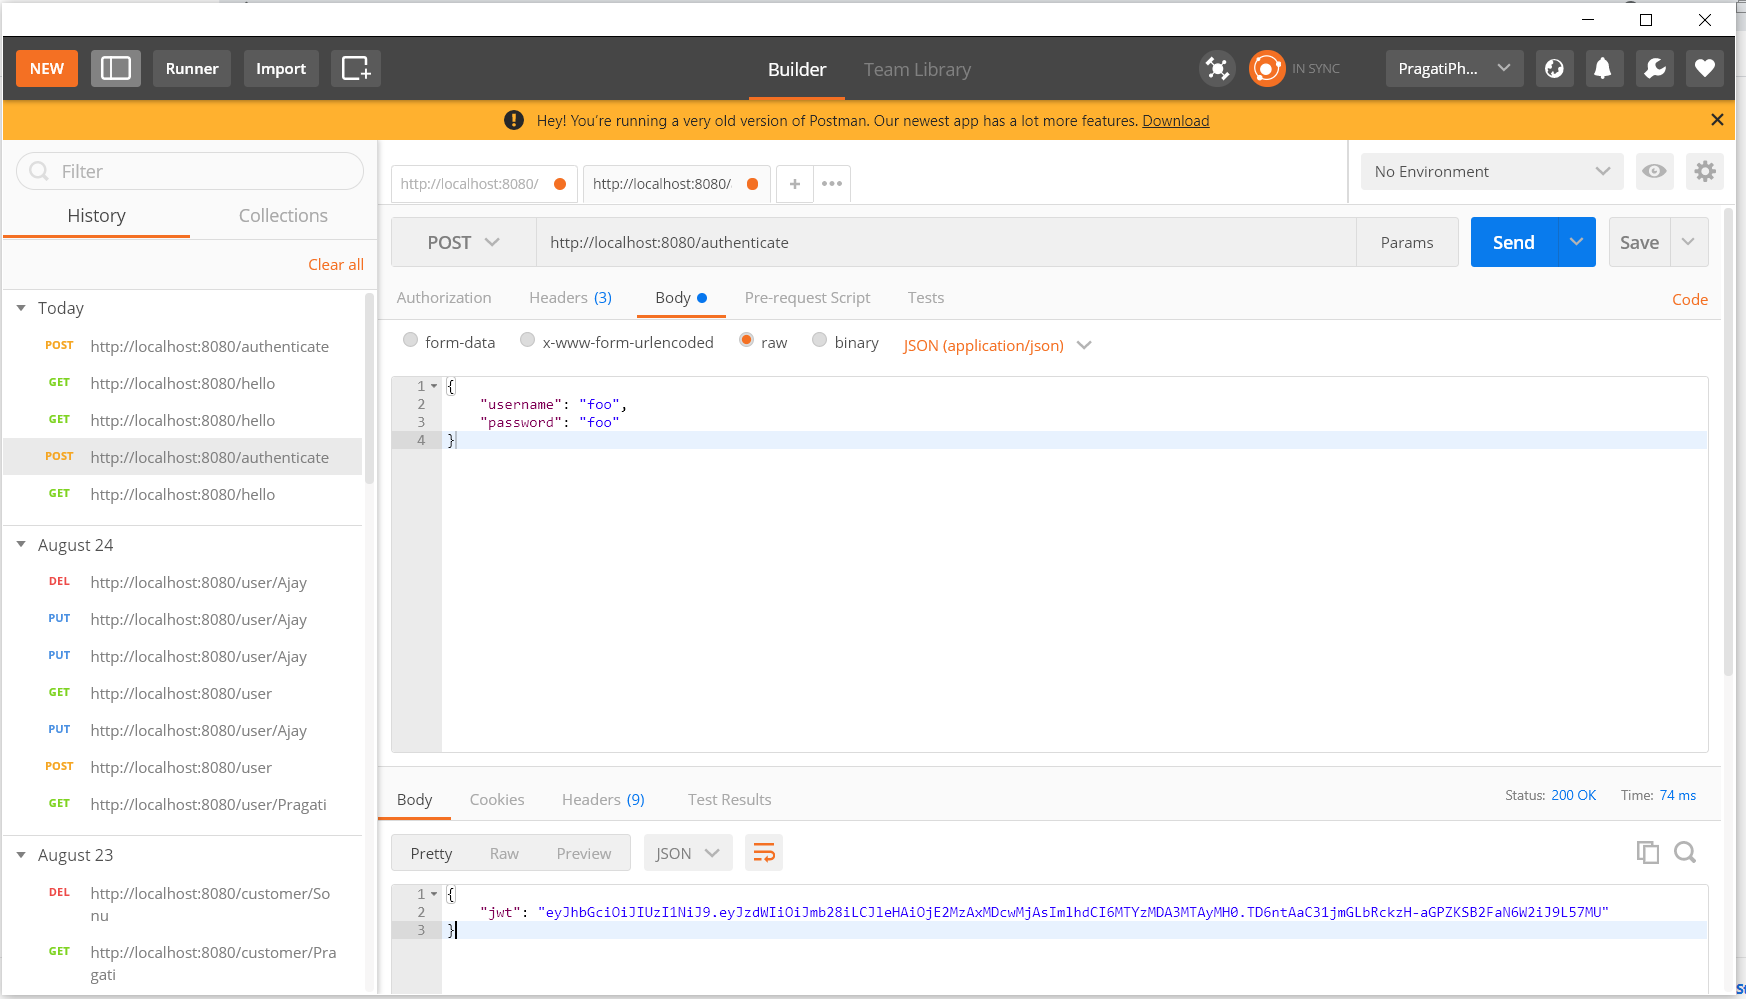 NEW Runner Import Builder Team Library IN SYNC PragatiPh...
Hey! You're running a very old version of Postman. Our newest app has a lot more features. Download
Filter
History Collections
Clear all
Today
POST http://localhost:8080/authenticate
GET http://localhost:8080/hello
GET http://localhost:8080/hello
POST http://localhost:8080/authenticate
GET http://localhost:8080/hello
August 24
DEL http://localhost:8080/user/Ajay
PUT http://localhost:8080/user/Ajay
PUT http://localhost:8080/user/Ajay
GET http://localhost:8080/user
PUT http://localhost:8080/user/Ajay
POST http://localhost:8080/user
GET http://localhost:8080/user/Pragati
August 23
DEL http://localhost:8080/customer/So
nu
GET http://localhost:8080/customer/Pra
gati
http://localhost:8080/ http://localhost:8080/ No Environment
POST http://localhost:8080/authenticate Params Send Save
Authorization Headers (3) Body Pre-request Script Tests Code
form-data x-www-form-urlencoded raw binary JSON (application/json)
1 {
2 "username": "foo",
3 "password": "foo"
4 }
Body Cookies Headers (9) Test Results Status: 200 OK Time: 74 ms
Pretty Raw Preview JSON
1 {
2 "jwt": "eyJhbGciOiJIUzI1NiJ9.eyJzdWIiOiJmb28iLCJleHAiOjE2MzAxMDcwMjAsImlhdCI6MTYzMDA3MTAyMH0.TD6ntAaC31jmGLbRckzH-aGPZKSB2FaN6W2iJ9L57MU"
3 }